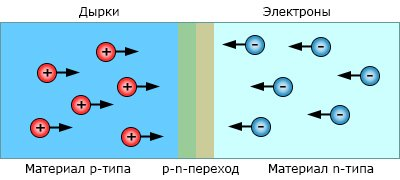 Дырки
Электроны
Материал p-типа
p-n-переход
Материал n-типа